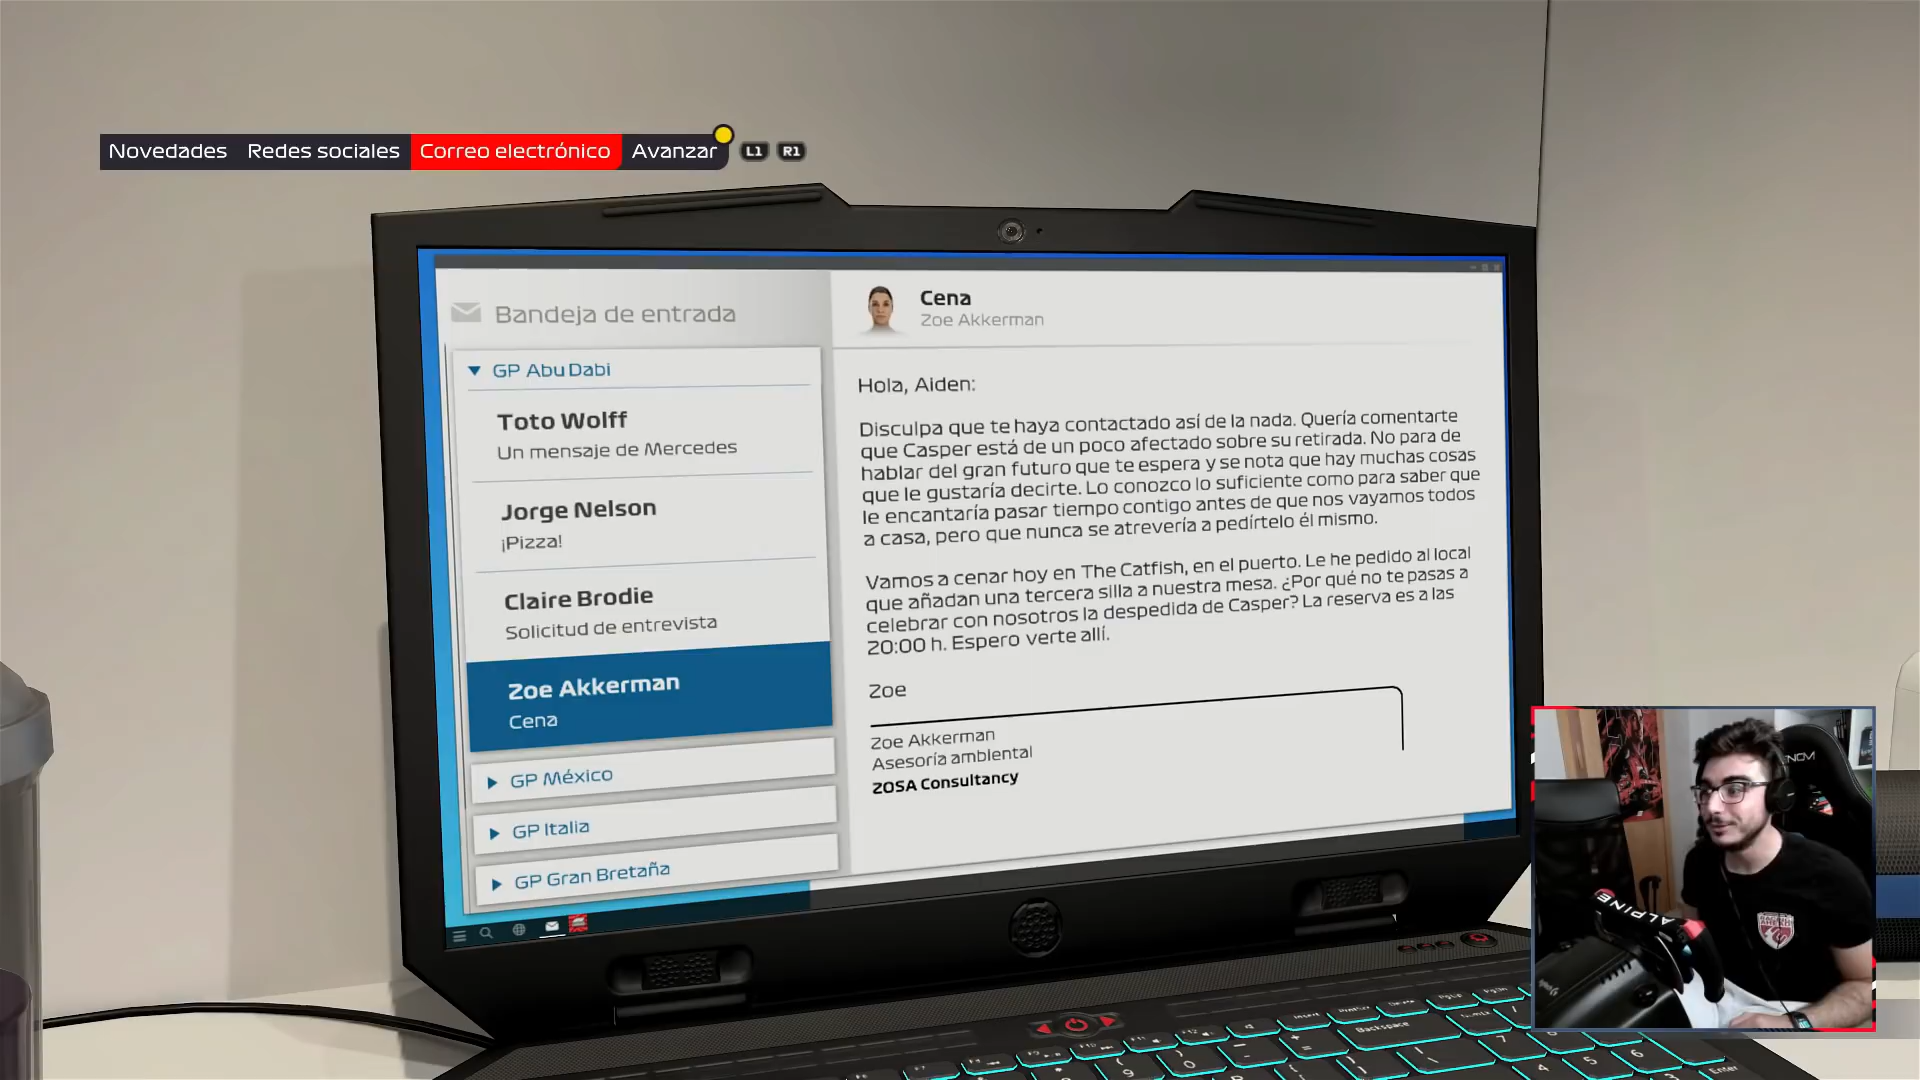 Novedades Redes sociales Correo electrónico Avanzar L1 R1
Bandeja de entrada
GP Abu Dabi
Toto Wolff
Un mensaje de Mercedes
Jorge Nelson
¡Pizza!
Claire Brodie
Solicitud de entrevista
Zoe Akkerman
Cena
GP México
GP Italia
GP Gran Bretaña
Cena
Zoe Akkerman
Hola, Aiden:
Disculpa que te haya contactado así de la nada. Quería comentarte
que Casper está de un poco afectado sobre su retirada. No para de
hablar del gran futuro que te espera y se nota que hay muchas cosas
que le gustaría decirte. Lo conozco lo suficiente como para saber que
le encantaría pasar tiempo contigo antes de que nos vayamos todos
a casa, pero que nunca se atrevería a pedírtelo él mismo.
Vamos a cenar hoy en The Catfish, en el puerto. Le he pedido al local
que añadan una tercera silla a nuestra mesa. ¿Por qué no te pasas a
celebrar con nosotros la despedida de Casper? La reserva es a las
20:00 h. Espero verte allí.
Zoe
Zoe Akkerman
Asesoría ambiental
ZOSA Consultancy
ALPINE
Backspace
Enter